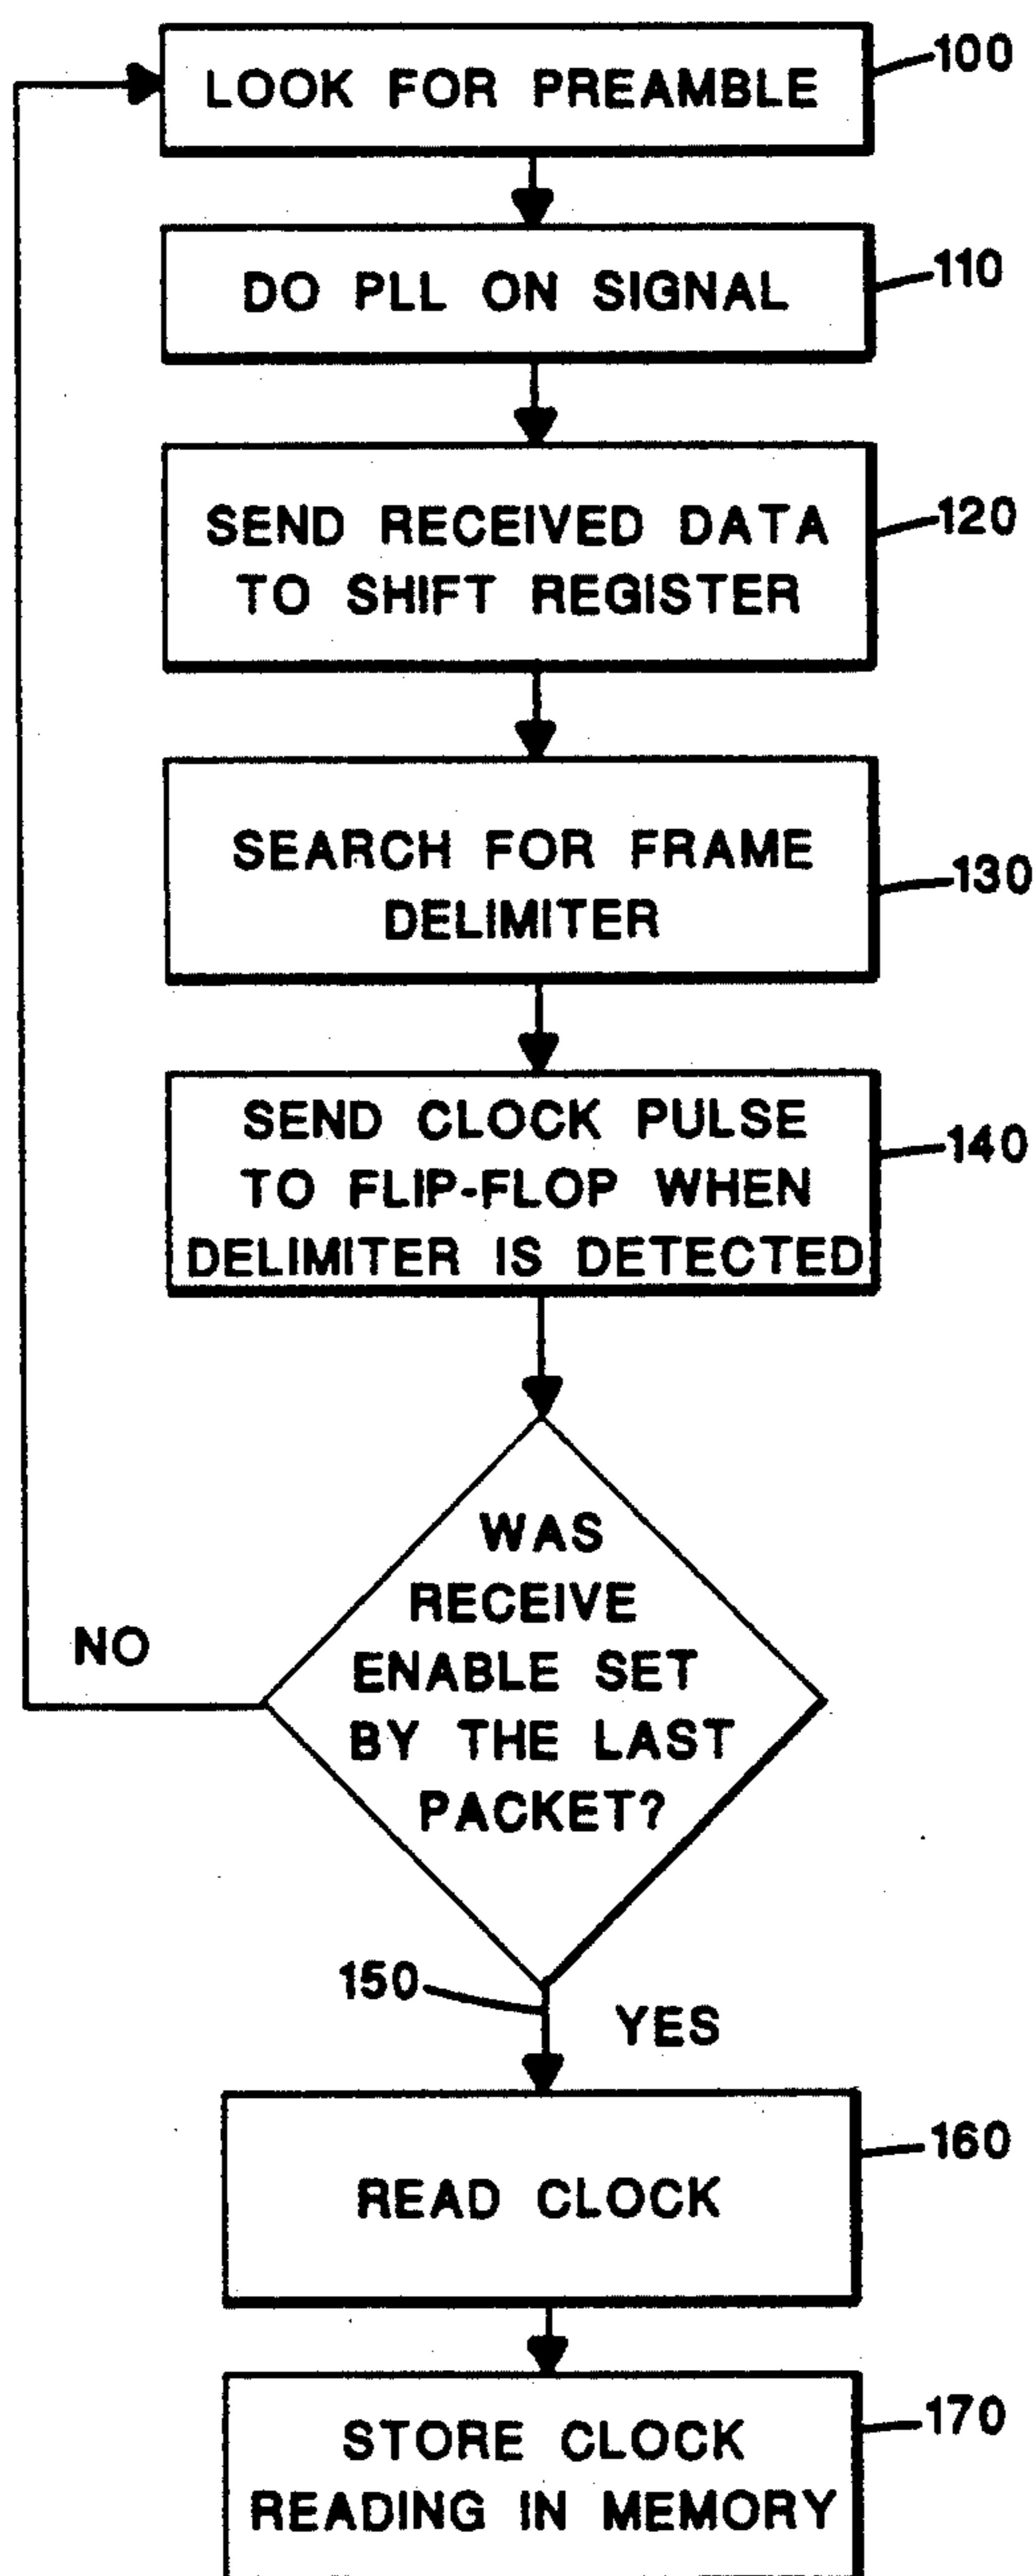 LOOK FOR PREAMBLE
100
DO PLL ON SIGNAL
110
SEND RECEIVED DATA
TO SHIFT REGISTER
120
SEARCH FOR FRAME
DELIMITER
130
SEND CLOCK PULSE
TO FLIP-FLOP WHEN
DELIMITER IS DETECTED
140
WAS
RECEIVE
ENABLE SET
BY THE LAST
PACKET?
NO
150
YES
READ CLOCK
160
STORE CLOCK
READING IN MEMORY
170